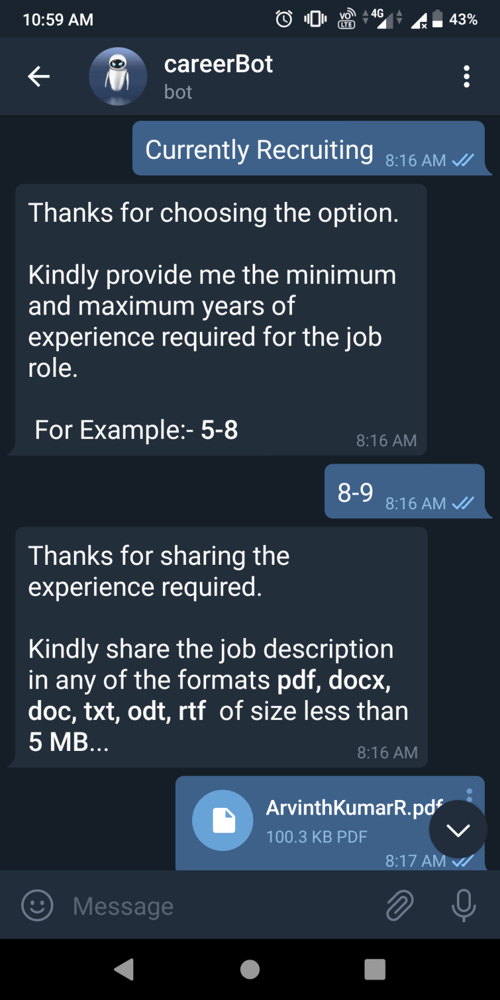 10:59 AM
VO
LTE
4G
43%
careerBot
bot
Currently Recruiting
8:16 AM
Thanks for choosing the option.
Kindly provide me the minimum
and maximum years of
experience required for the job
role.
For Example:- 5-8
8:16 AM
8-9
8:16 AM
Thanks for sharing the
experience required.
Kindly share the job description
in any of the formats pdf, docx,
doc, txt, odt, rtf  of size less than
5 MB...
8:16 AM
ArvinthKumarR.pdf
100.3 KB PDF
8:17 AM
Message